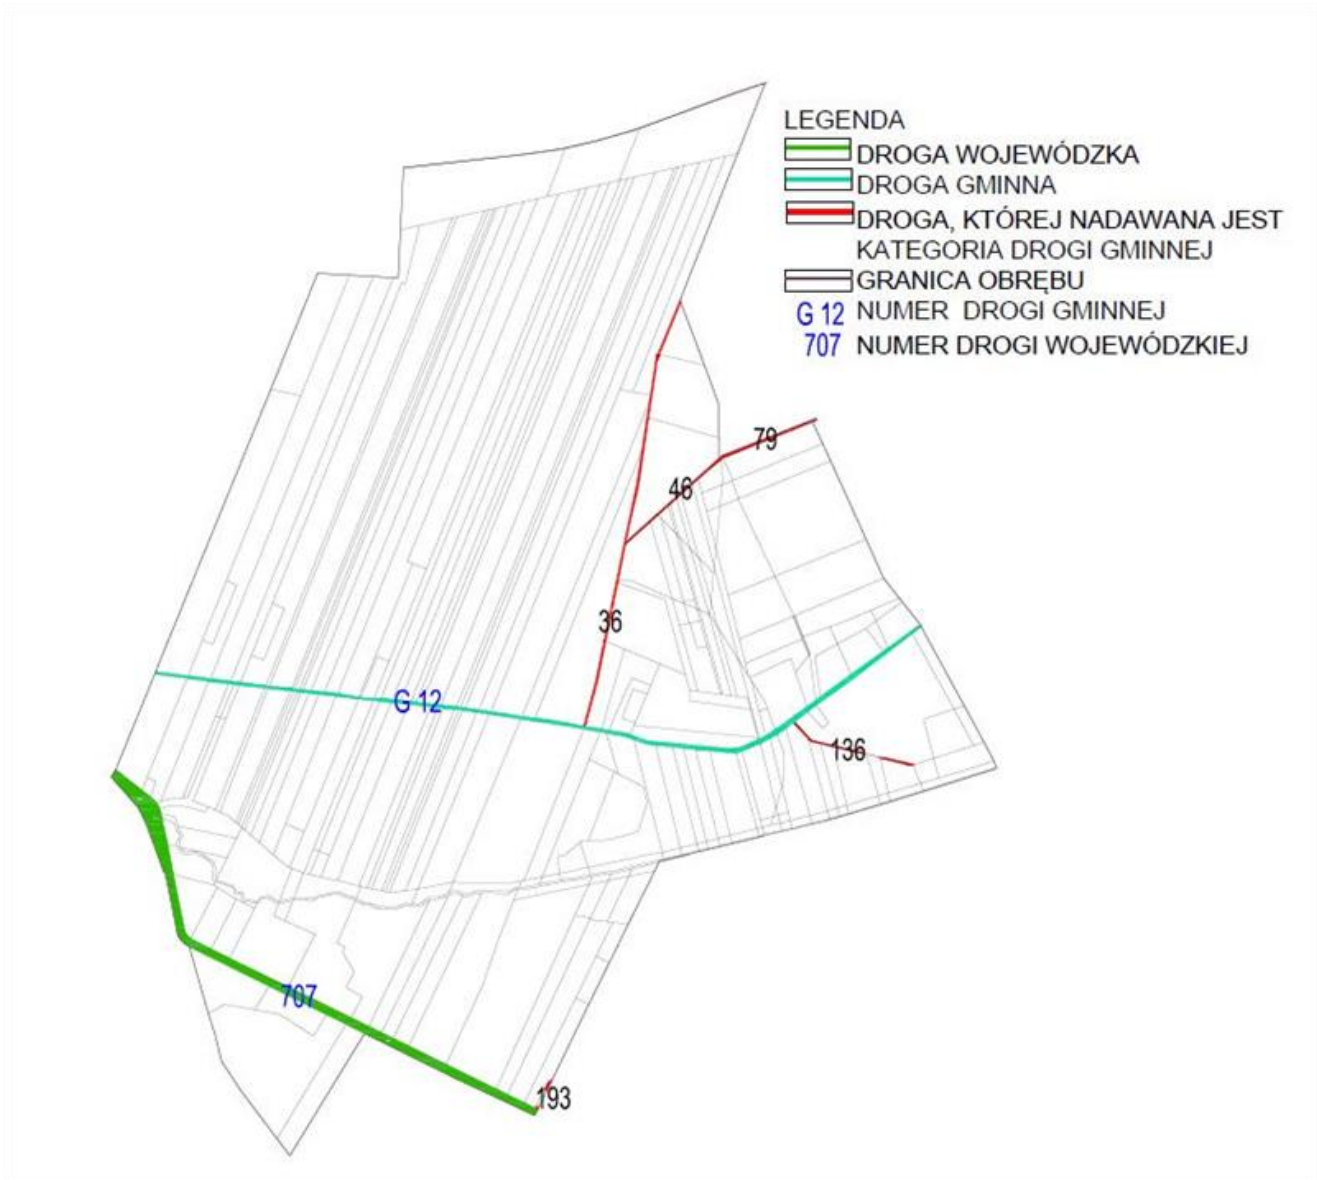 LEGENDA
DROGA WOJEWÓDZKA
DROGA GMINNA
DROGA, KTÓREJ NADAWANA JEST
KATEGORIA DROGI GMINNEJ
GRANICA OBRĘBU
G 12 NUMER DROGI GMINNEJ
707 NUMER DROGI WOJEWÓDZKIEJ
79
46
36
G 12
136
707
193